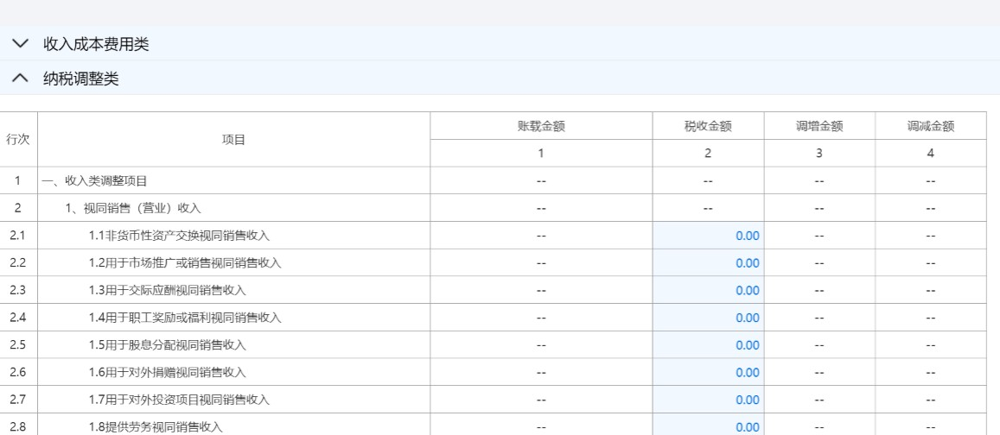 收入成本费用类
纳税调整类
行次 项目 账载金额 税收金额 调增金额 调减金额
1 2 3 4
1 一、收入类调整项目 -- -- -- --
2 1、视同销售（营业）收入 -- -- -- --
2.1 1.1非货币性资产交换视同销售收入 -- 0.00 -- --
2.2 1.2用于市场推广或销售视同销售收入 -- 0.00 -- --
2.3 1.3用于交际应酬视同销售收入 -- 0.00 -- --
2.4 1.4用于职工奖励或福利视同销售收入 -- 0.00 -- --
2.5 1.5用于股息分配视同销售收入 -- 0.00 -- --
2.6 1.6用于对外捐赠视同销售收入 -- 0.00 -- --
2.7 1.7用于对外投资项目视同销售收入 -- 0.00 -- --
2.8 1.8提供劳务视同销售收入 -- 0.00 -- --